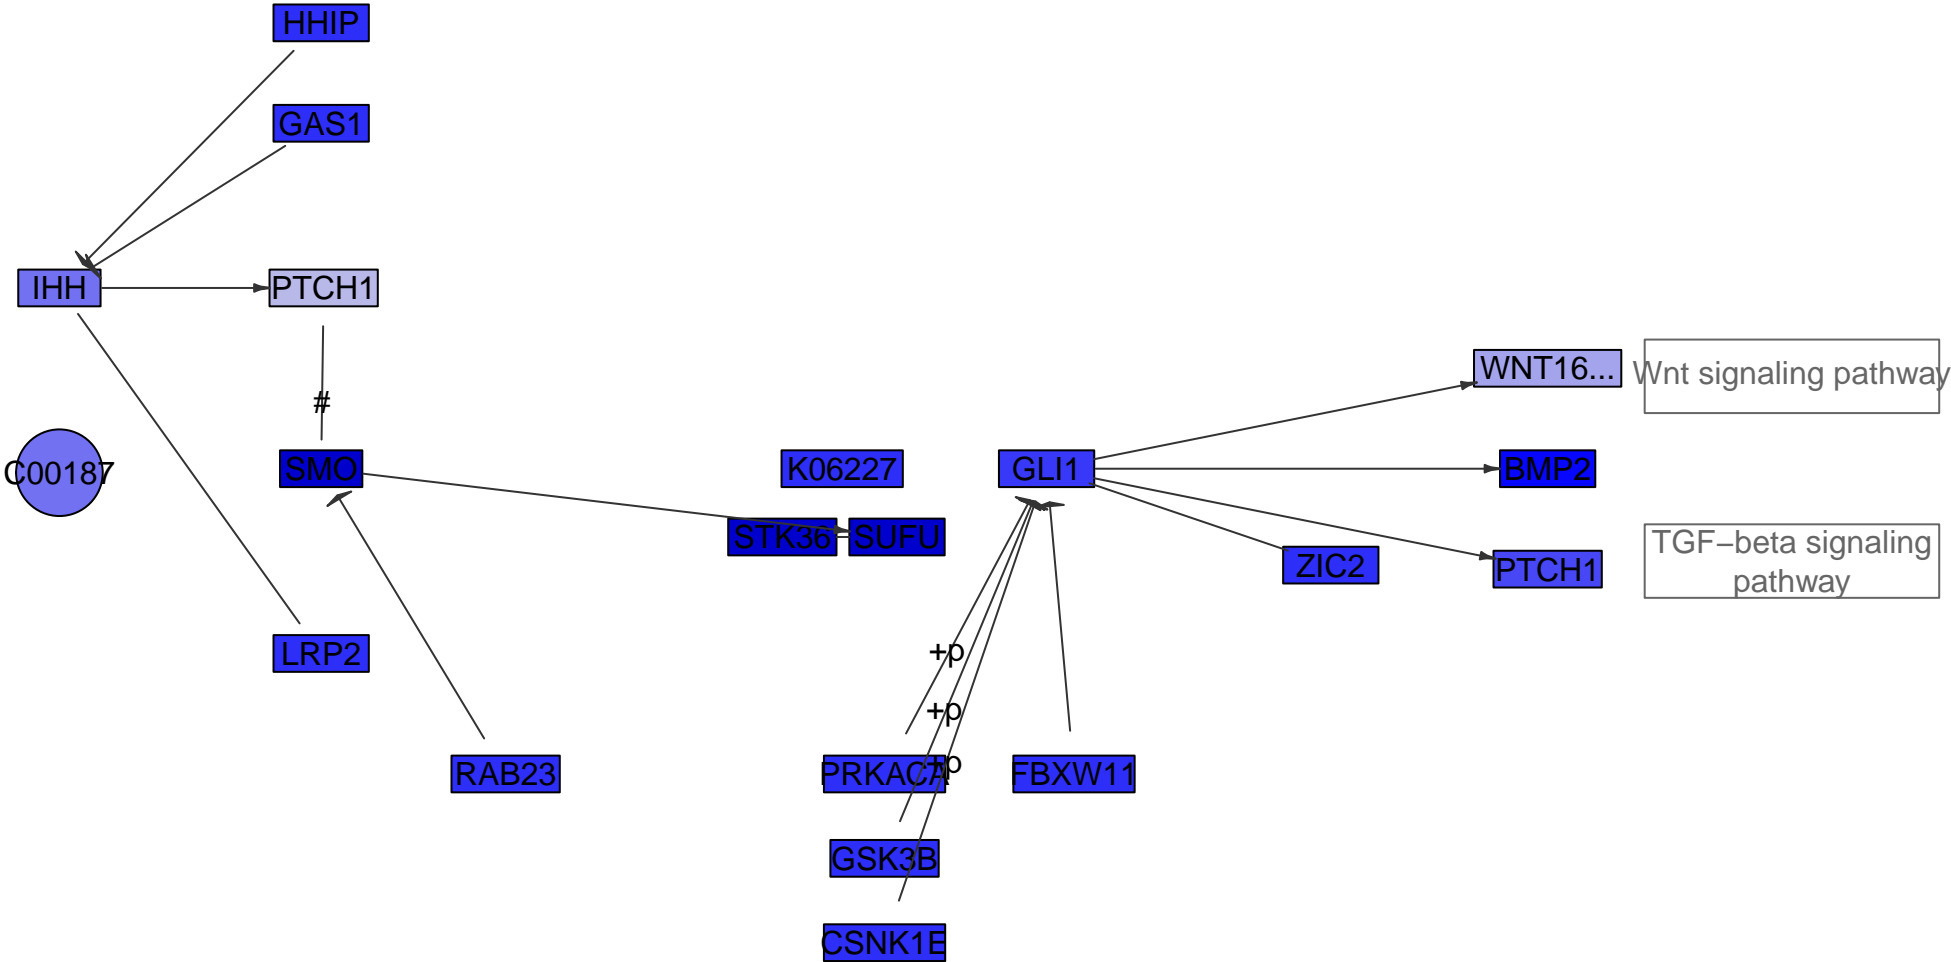 HHIP
GAS1
IHH
PTCH1
WNT16...
Wnt signaling pathway
#
C00187
SMO
K06227
GLI1
BMP2
STK36
SUFU
TGF−beta signaling
pathway
ZIC2
PTCH1
LRP2
+p
+p
+p
RAB23
PRKACA
FBXW11
GSK3B
CSNK1E